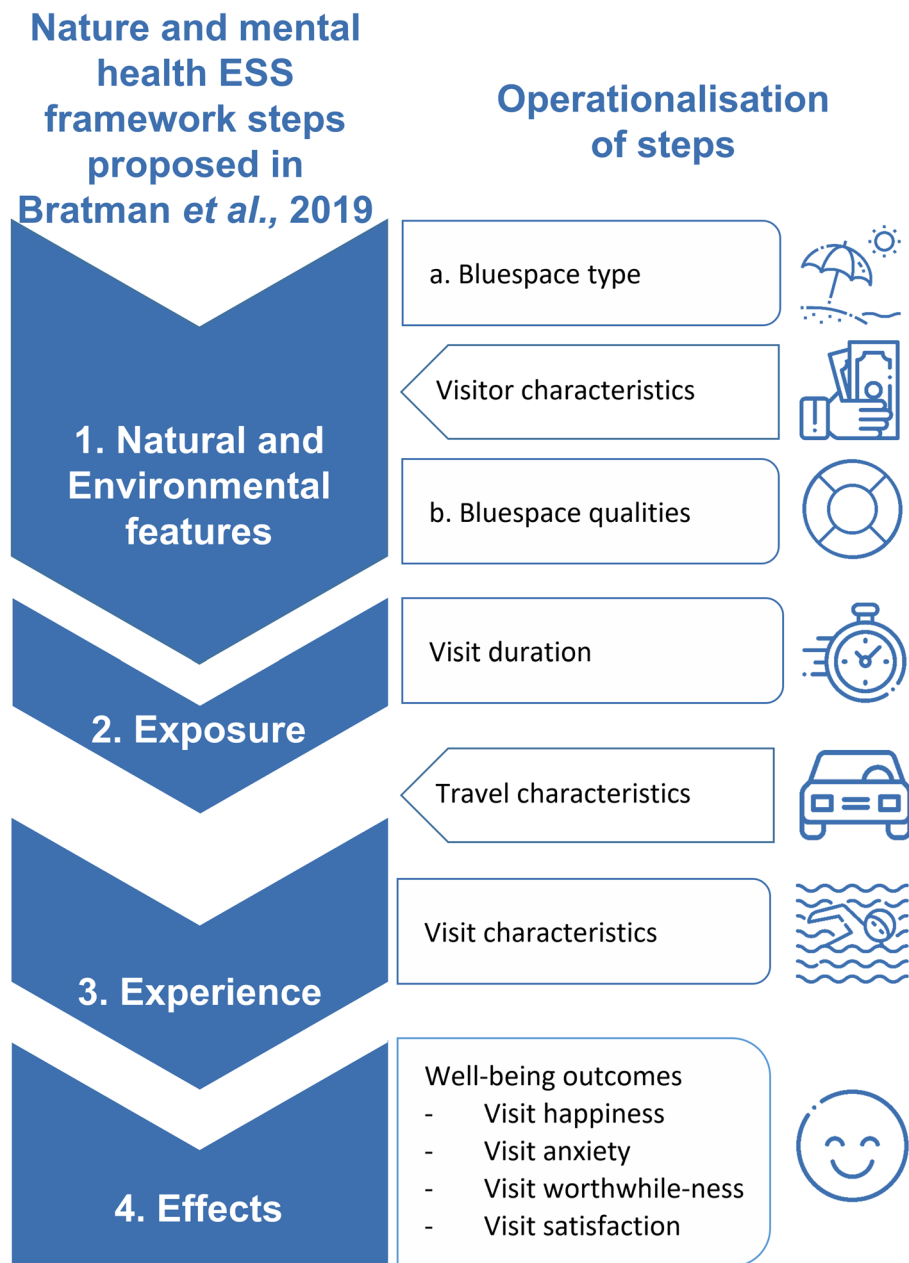 Nature and mental
health ESS
framework steps
proposed in
Bratman et al., 2019
Operationalisation
of steps
1. Natural and
Environmental
features
a. Bluespace type
Visitor characteristics
b. Bluespace qualities
2. Exposure
Visit duration
Travel characteristics
3. Experience
Visit characteristics
4. Effects
Well-being outcomes
- Visit happiness
- Visit anxiety
- Visit worthwhile-ness
- Visit satisfaction